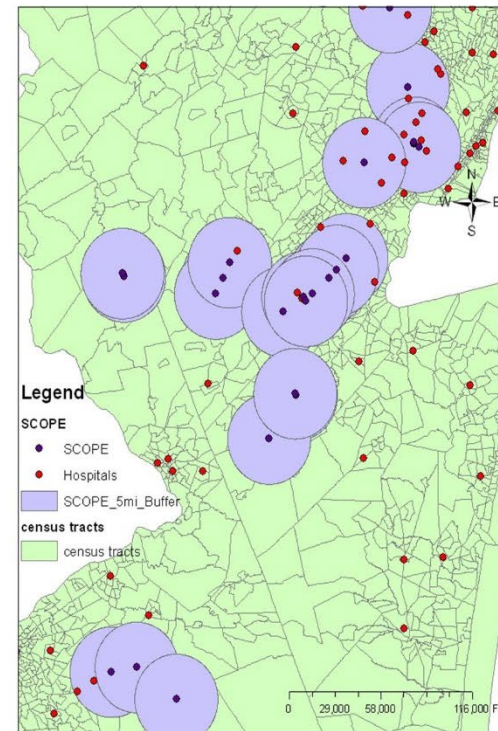 N
W E
S
Legend
SCOPE
SCOPE
Hospitals
SCOPE_5mi_Buffer
census tracts
census tracts
0 29,000 58,000 116,000 F